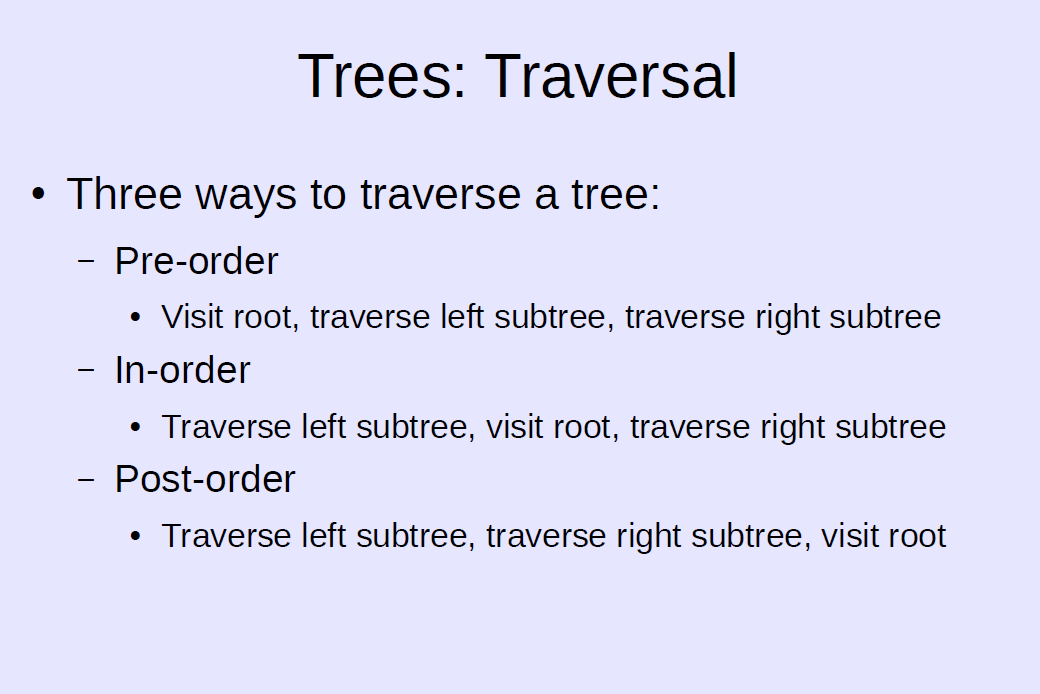 Trees: Traversal
• Three ways to traverse a tree:
– Pre-order
• Visit root, traverse left subtree, traverse right subtree
– In-order
• Traverse left subtree, visit root, traverse right subtree
– Post-order
• Traverse left subtree, traverse right subtree, visit root